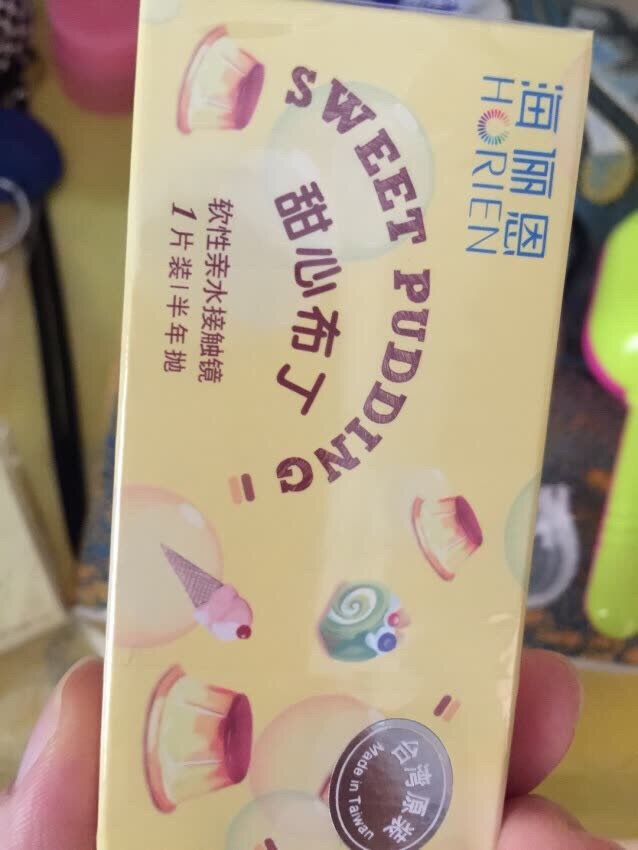 海俪恩
HORIEN
SWEET PUDDING
甜心布丁
软性亲水接触镜
1片装/半年抛
台湾原装
Made in Taiwan